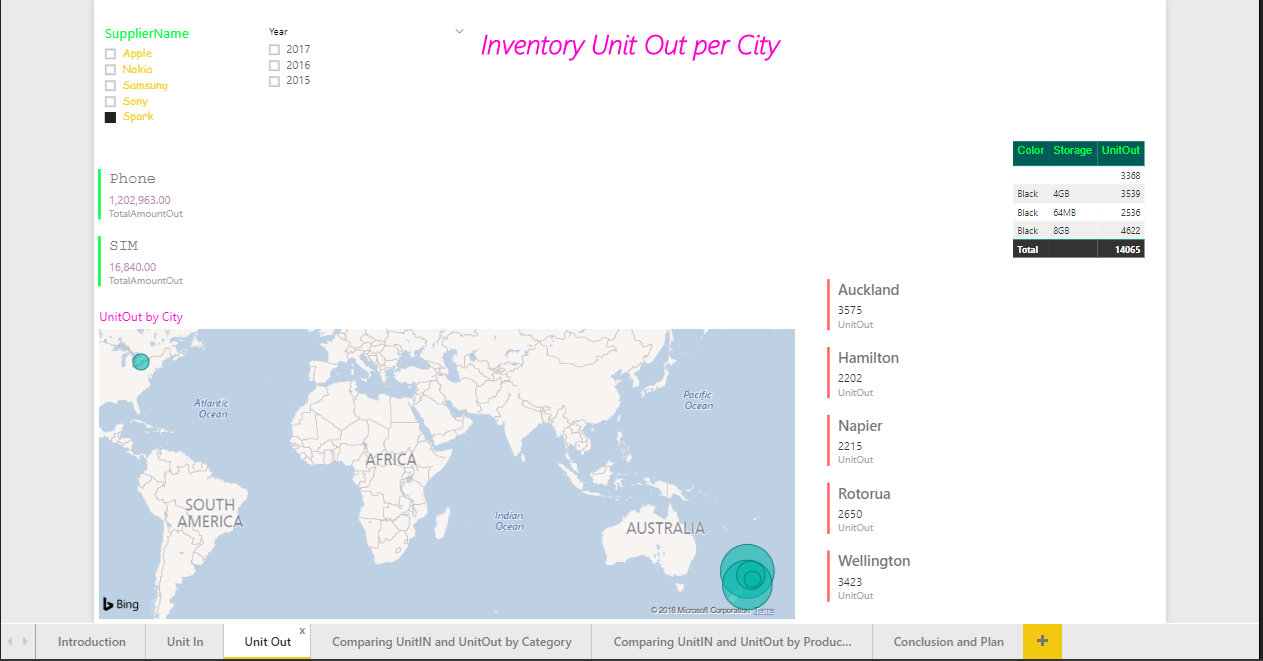 SupplierName
Apple
Nokia
Samsung
Sony
Spark
Year
2017
2016
2015
Inventory Unit Out per City
Color Storage UnitOut
3368
Black 4GB 3539
Black 64MB 2536
Black 8GB 4622
Total 14065
Phone
1,202,963.00
TotalAmountOut
SIM
16,840.00
TotalAmountOut
UnitOut by City
Atlantic
Ocean
Pacific
Ocean
AFRICA
SOUTH
AMERICA
Indian
Ocean
AUSTRALIA
Bing
© 2018 Microsoft Corporation Terms
Auckland
3575
UnitOut
Hamilton
2202
UnitOut
Napier
2215
UnitOut
Rotorua
2650
UnitOut
Wellington
3423
UnitOut
Introduction
Unit In
Unit Out x
Comparing UnitIN and UnitOut by Category
Comparing UnitIN and UnitOut by Produc...
Conclusion and Plan
+